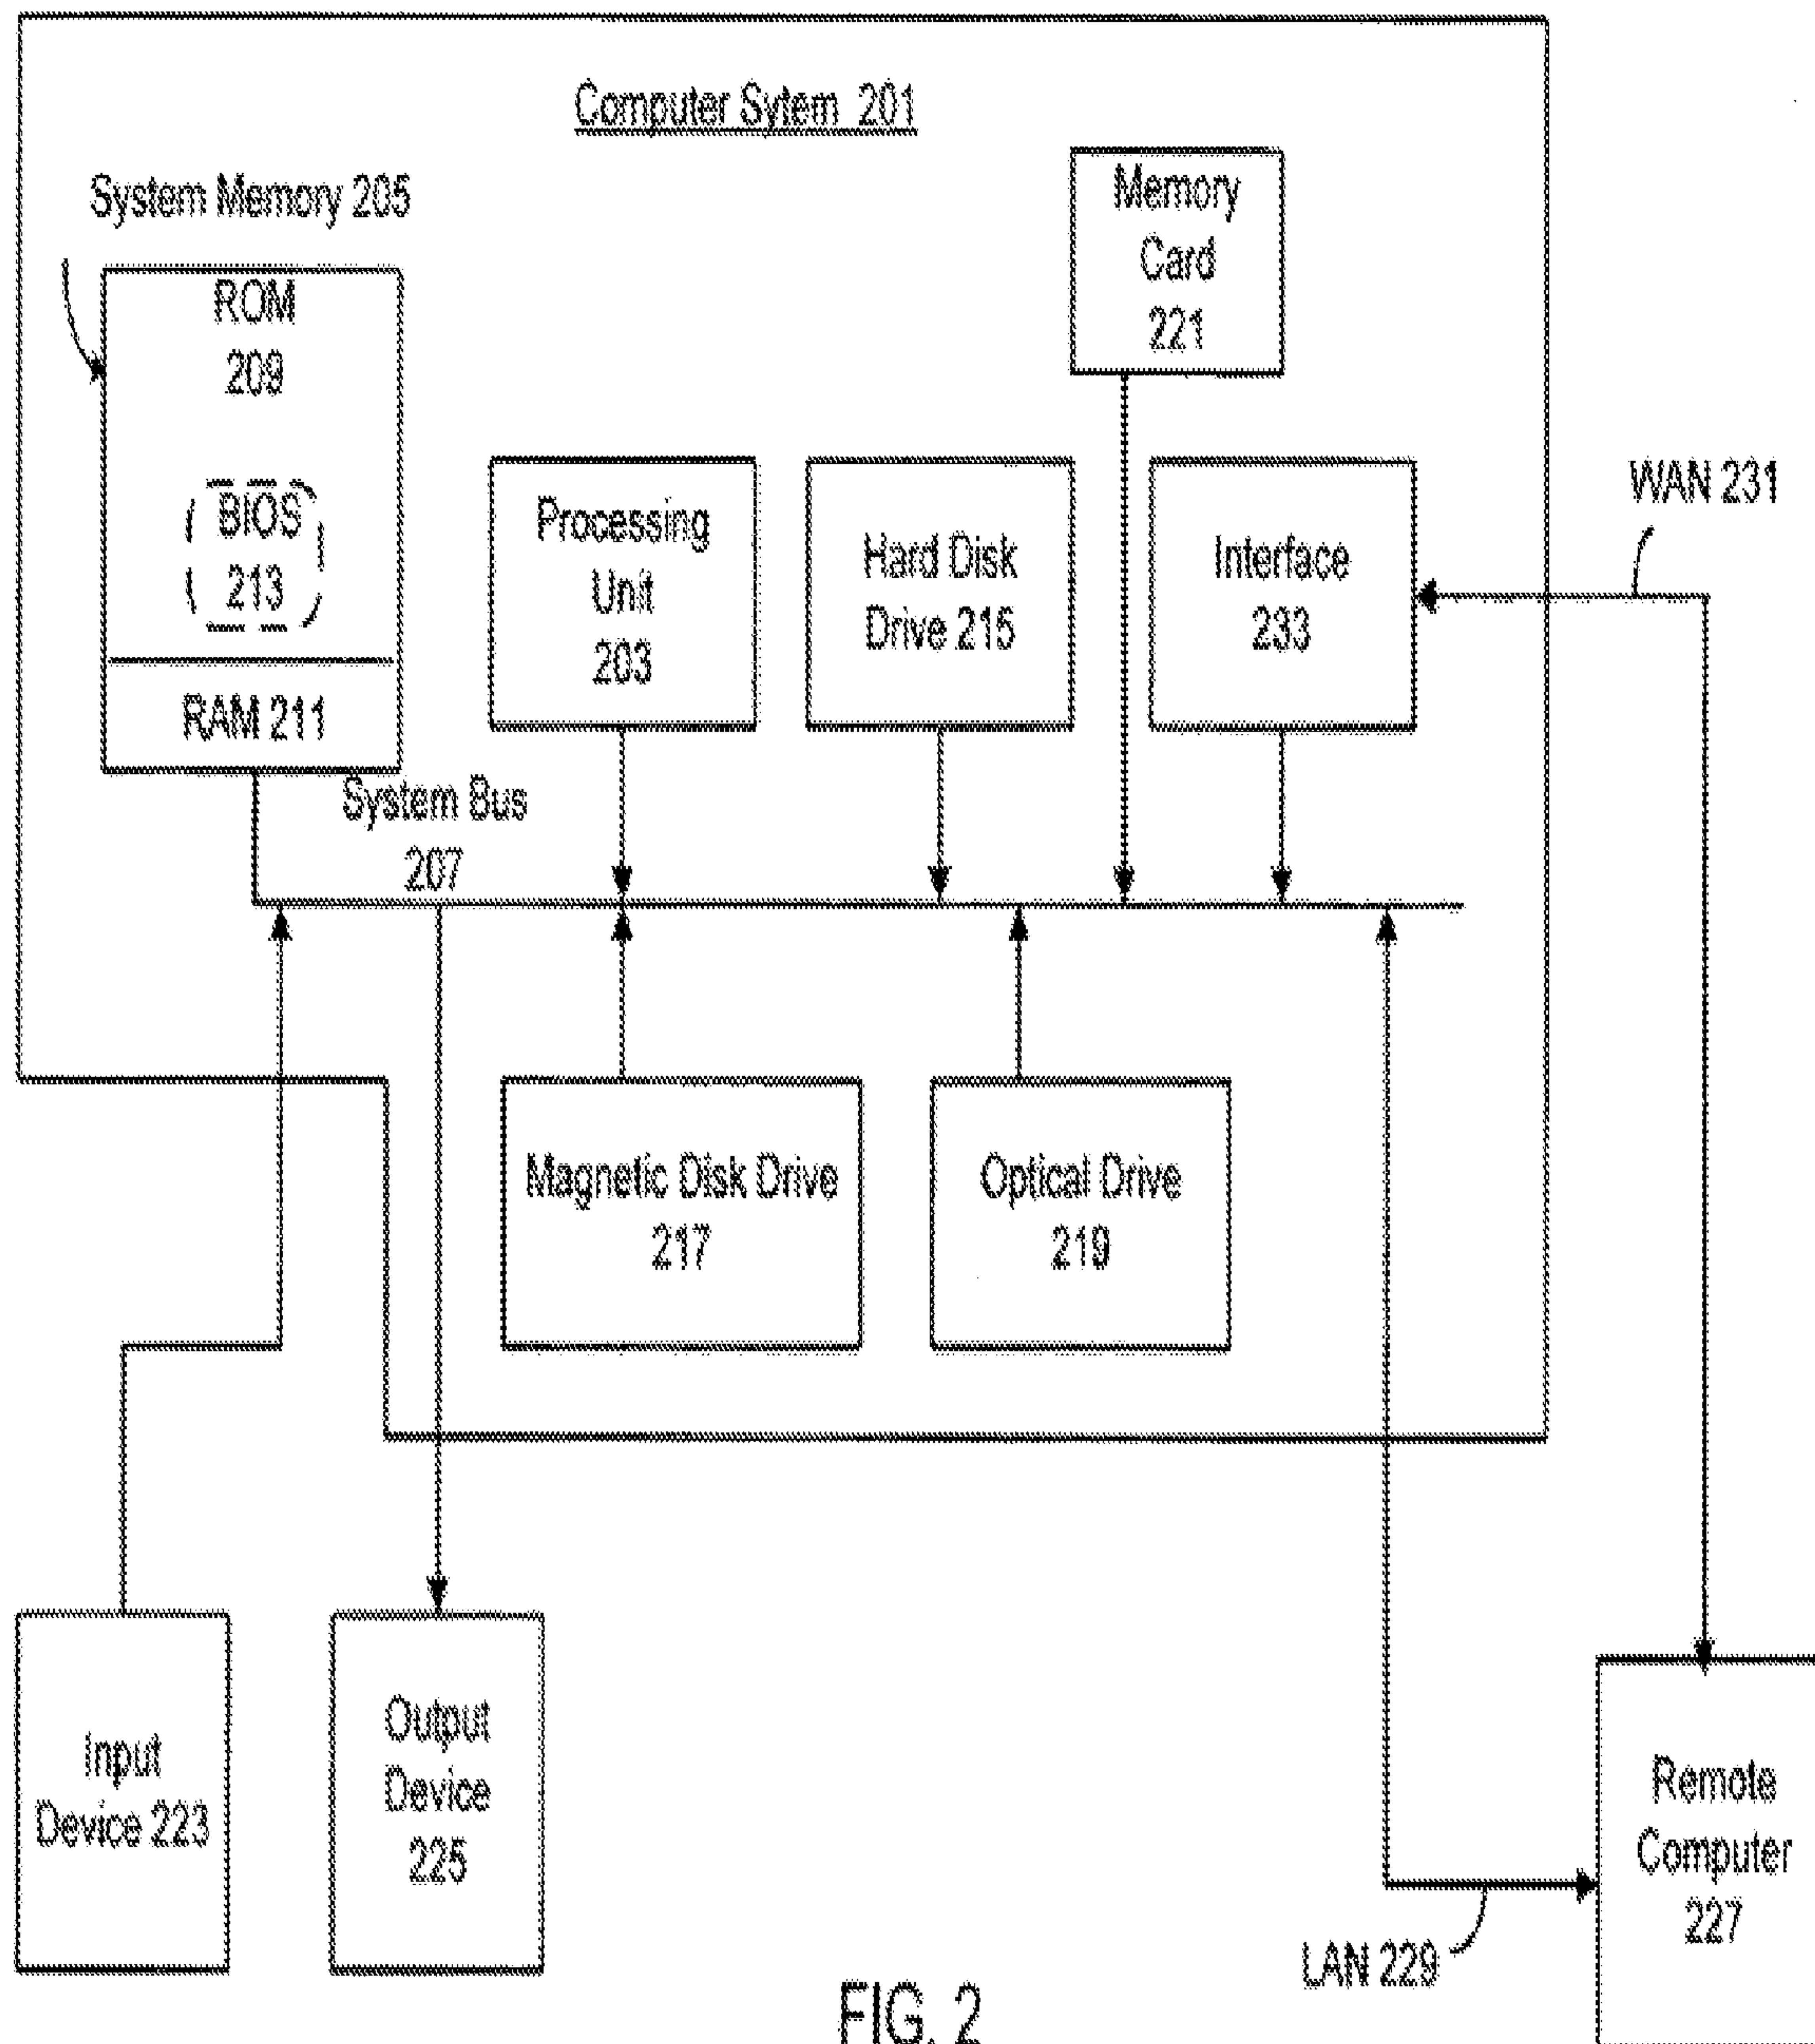 Computer Sytem 201
System Memory 205
Memory
Card
221
ROM
209
BIOS
213
RAM 211
Processing
Unit
203
Hard Disk
Drive 215
Interface
233
WAN 231
System Bus
207
Magnetic Disk Drive
217
Optical Drive
219
Input
Device 223
Output
Device
225
Remote
Computer
227
LAN 229
FIG. 2